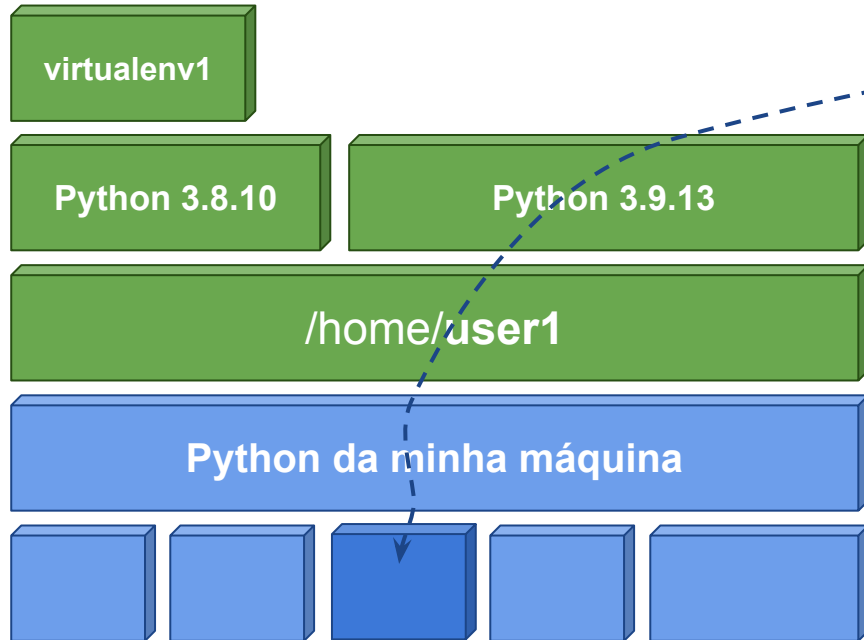 virtualenv1
Python 3.8.10
Python 3.9.13
/home/user1
Python da minha máquina